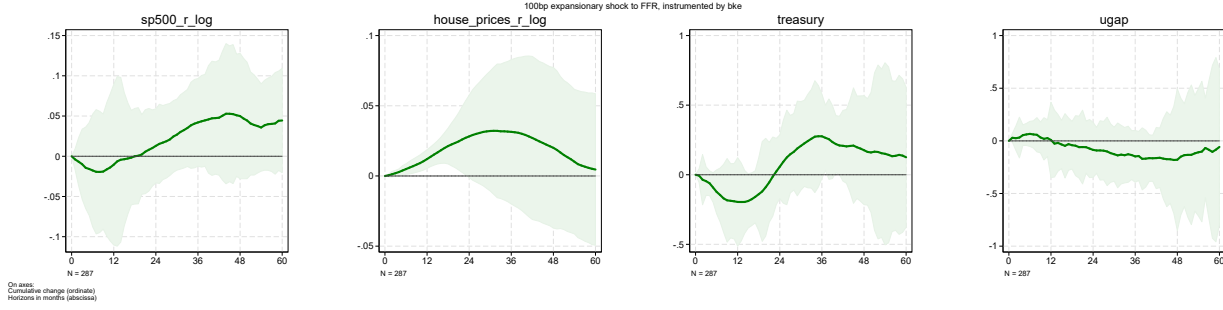 100bp expansionary shock to FFR, instrumented by bke
sp500_r_log
.15
.1
.05
0
-.05
-.1
0 12 24 36 48 60
N = 287
house_prices_r_log
.1
.05
0
-.05
0 12 24 36 48 60
N = 287
treasury
1
.5
0
-.5
0 12 24 36 48 60
N = 287
ugap
1
.5
0
-.5
-1
0 12 24 36 48 60
N = 287
On axes:
Cumulative change (ordinate)
Horizons in months (abscissa)